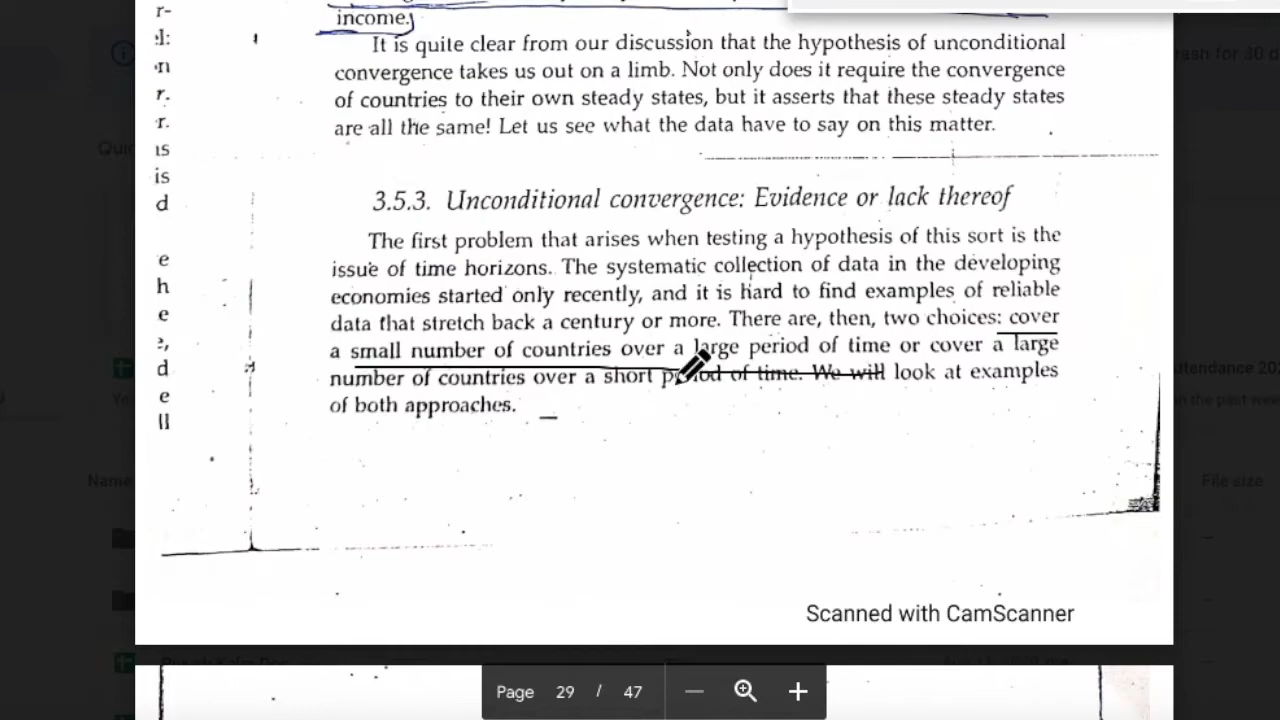 income.
It is quite clear from our discussion that the hypothesis of unconditional
convergence takes us out on a limb. Not only does it require the convergence
of countries to their own steady states, but it asserts that these steady states
are all the same! Let us see what the data have to say on this matter.
3.5.3. Unconditional convergence: Evidence or lack thereof
The first problem that arises when testing a hypothesis of this sort is the
issue of time horizons. The systematic collection of data in the developing
economies started only recently, and it is hard to find examples of reliable
data that stretch back a century or more. There are, then, two choices: cover
a small number of countries over a large period of time or cover a large
number of countries over a short period of time. We will look at examples
of both approaches.
Scanned with CamScanner
Page 29 / 47
Name
File size
r-
n
r.
r.
is
is
d
e
h
e
d
e
ll